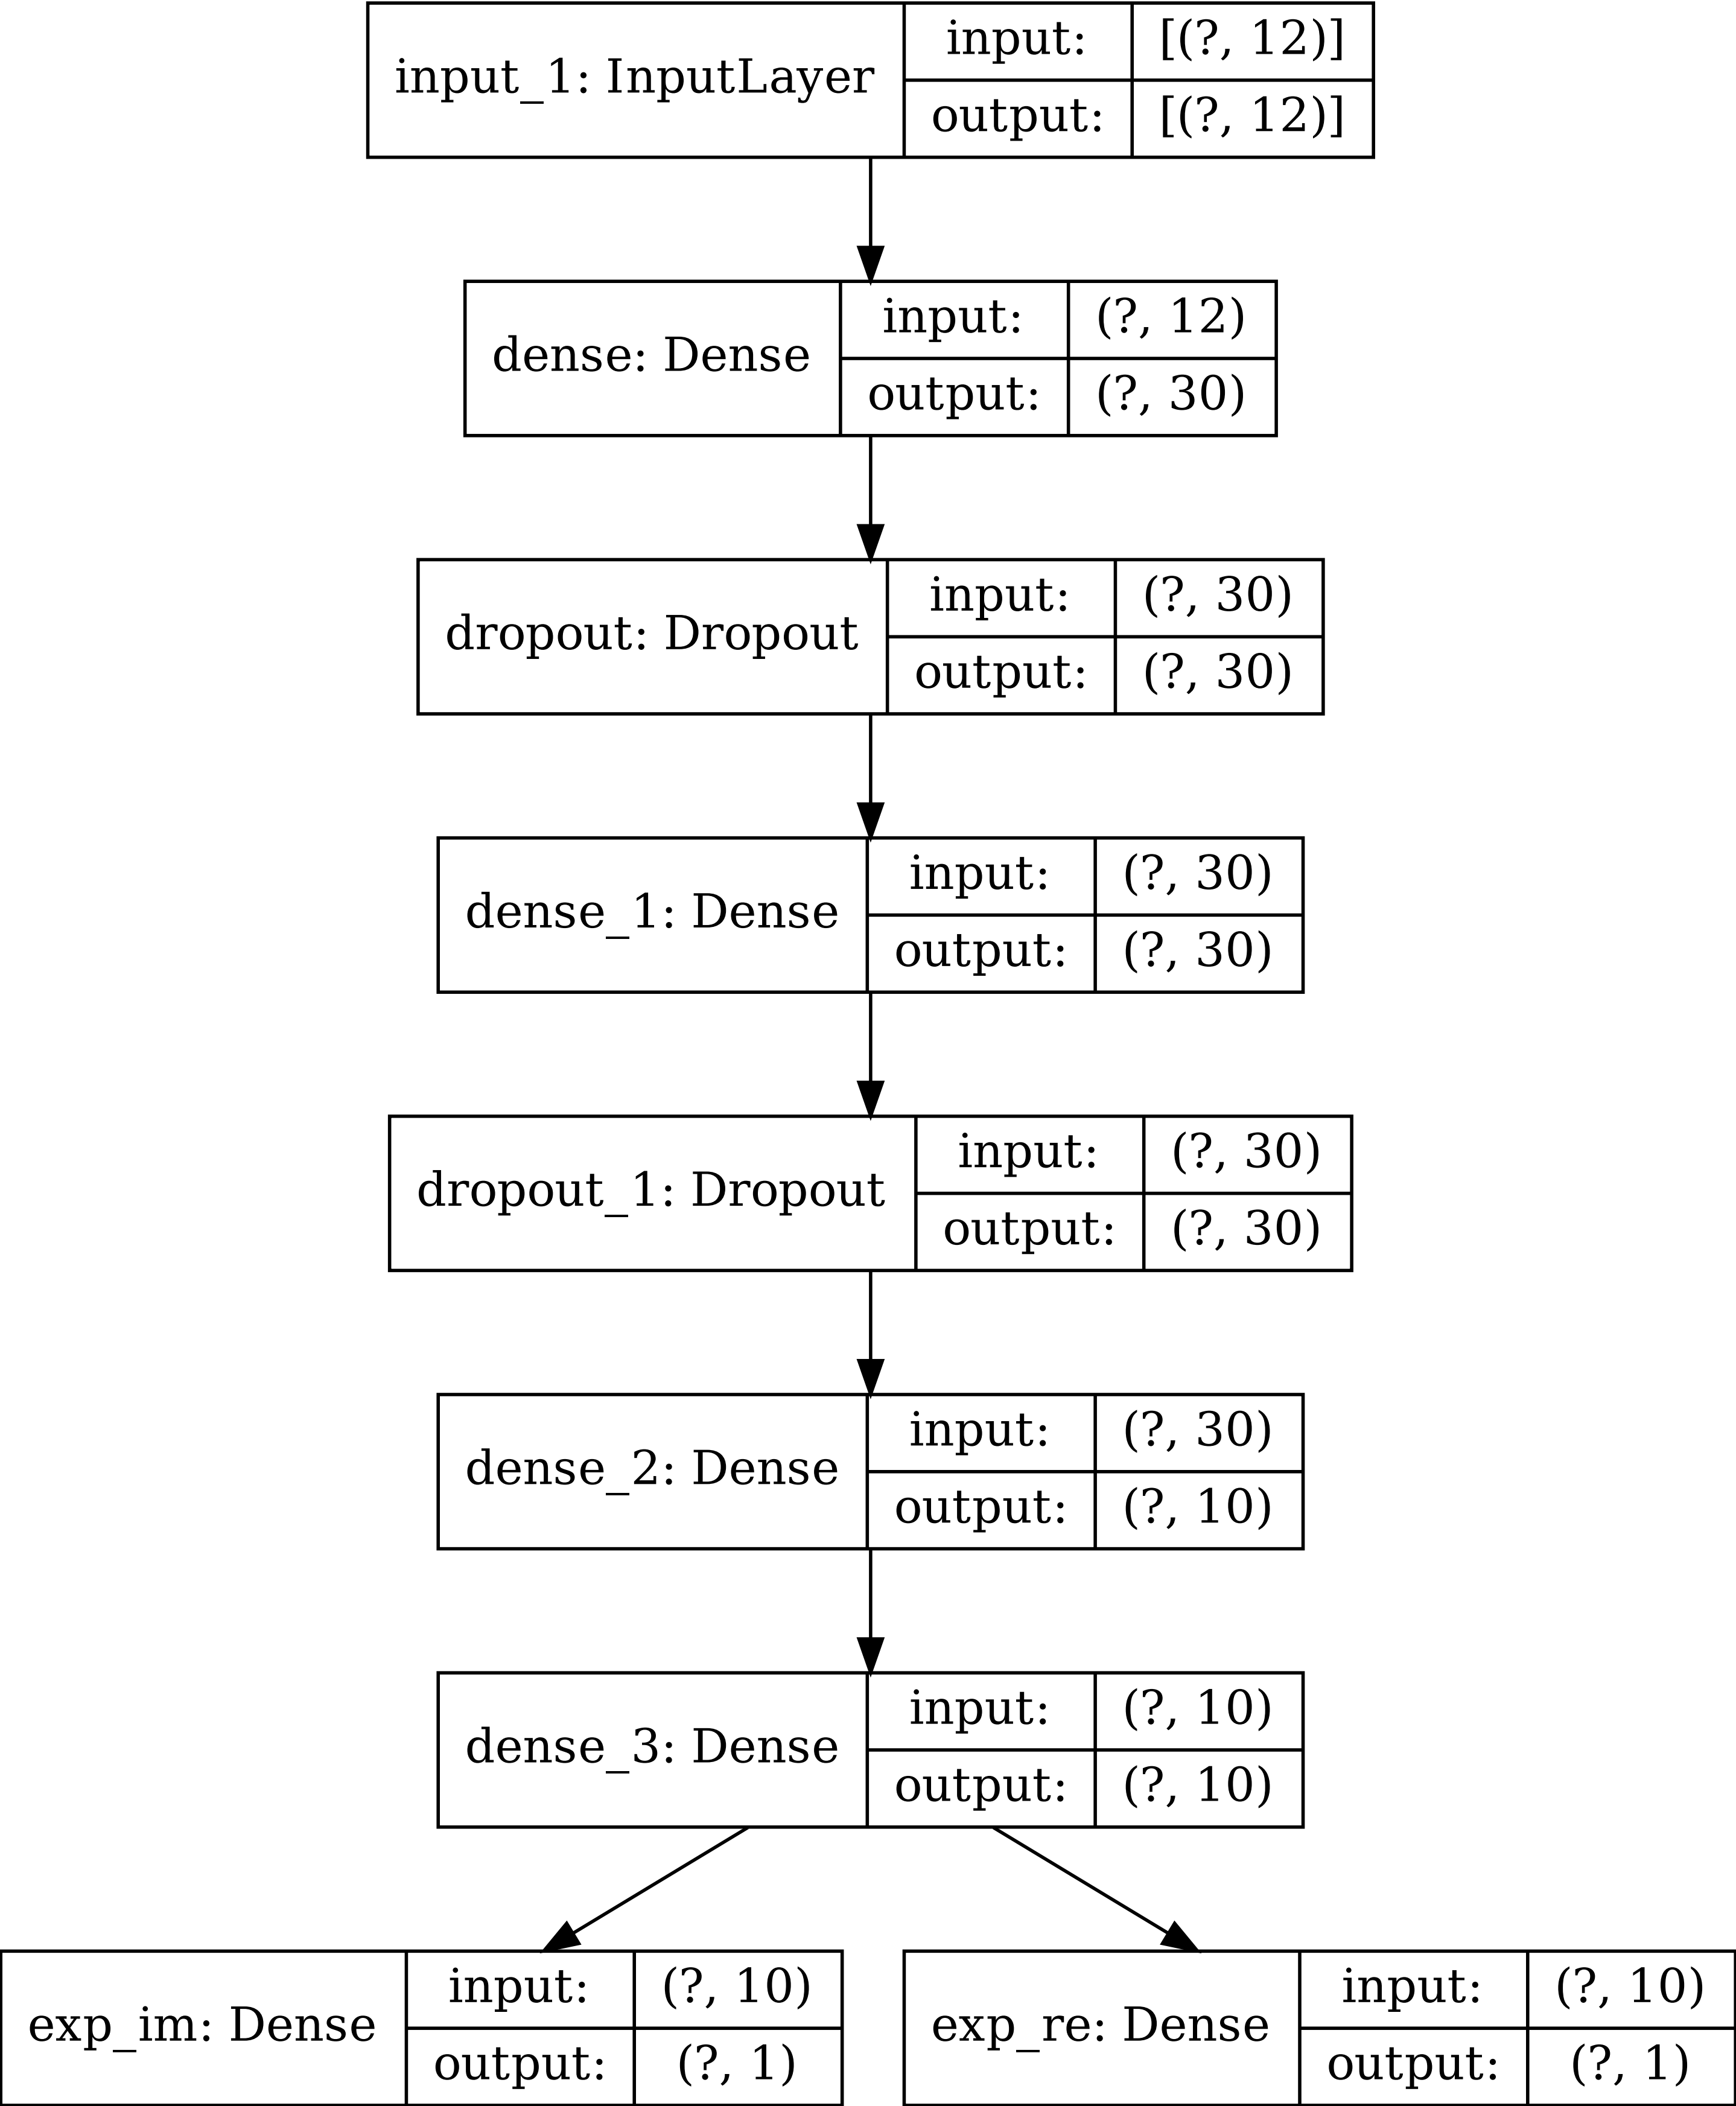 input_1: InputLayer
input:
[(?, 12)]
output:
[(?, 12)]
dense: Dense
input:
(?, 12)
output:
(?, 30)
dropout: Dropout
input:
(?, 30)
output:
(?, 30)
dense_1: Dense
input:
(?, 30)
output:
(?, 30)
dropout_1: Dropout
input:
(?, 30)
output:
(?, 30)
dense_2: Dense
input:
(?, 30)
output:
(?, 10)
dense_3: Dense
input:
(?, 10)
output:
(?, 10)
exp_im: Dense
input:
(?, 10)
output:
(?, 1)
exp_re: Dense
input:
(?, 10)
output:
(?, 1)